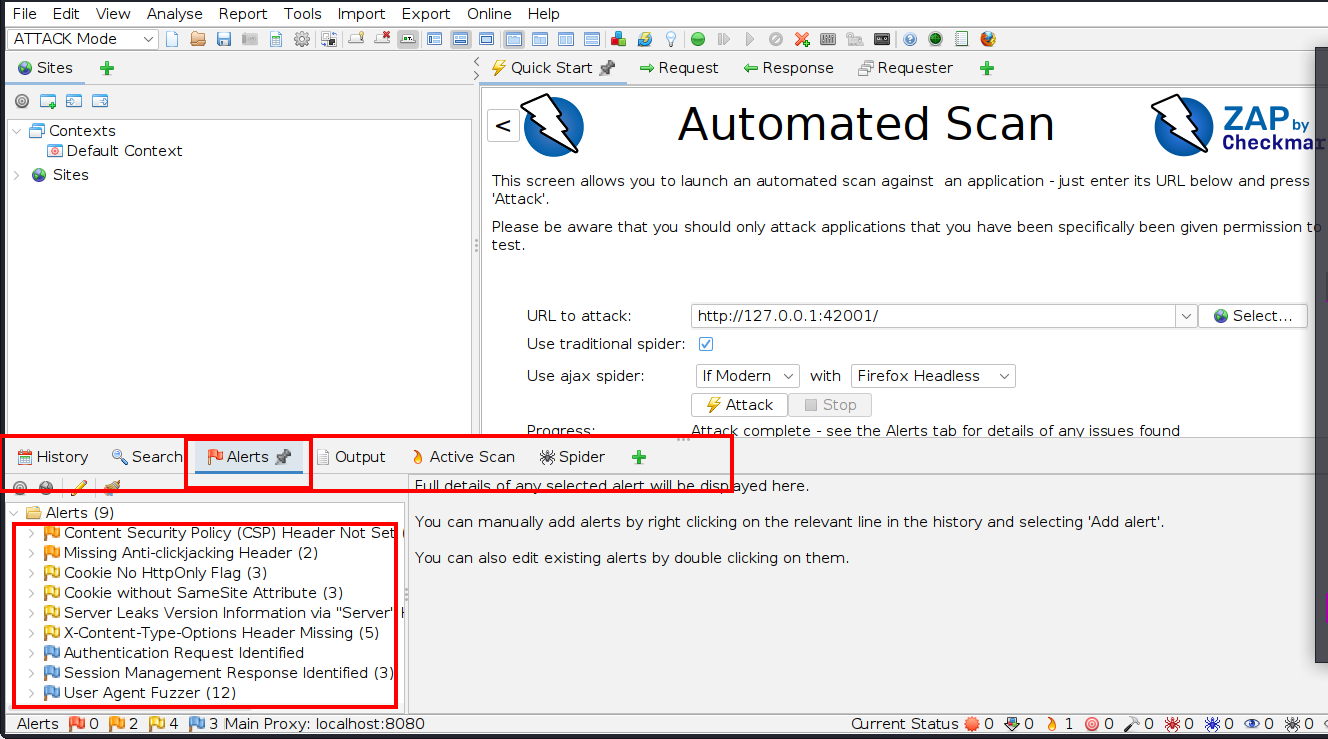 File Edit View Analyse Report Tools Import Export Online Help
ATTACK Mode
Sites
Quick Start Request Response Requester
Contexts
Default Context
Sites
<
Automated Scan
ZAP by
Checkmar
This screen allows you to launch an automated scan against an application - just enter its URL below and press
'Attack'.
Please be aware that you should only attack applications that you have been specifically been given permission to
test.
URL to attack: http://127.0.0.1:42001/ Select...
Use traditional spider:
Use ajax spider: If Modern with Firefox Headless
Attack Stop
Progress: Attack complete - see the Alerts tab for details of any issues found
History Search Alerts Output Active Scan Spider
Alerts (9)
Content Security Policy (CSP) Header Not Set (
Missing Anti-clickjacking Header (2)
Cookie No HttpOnly Flag (3)
Cookie without SameSite Attribute (3)
Server Leaks Version Information via "Server"
X-Content-Type-Options Header Missing (5)
Authentication Request Identified
Session Management Response Identified (3)
User Agent Fuzzer (12)
Full details of any selected alert will be displayed here.
You can manually add alerts by right clicking on the relevant line in the history and selecting 'Add alert'.
You can also edit existing alerts by double clicking on them.
Alerts 0 2 4 3 Main Proxy: localhost:8080
Current Status 0 0 1 0 0 0 0 0 0